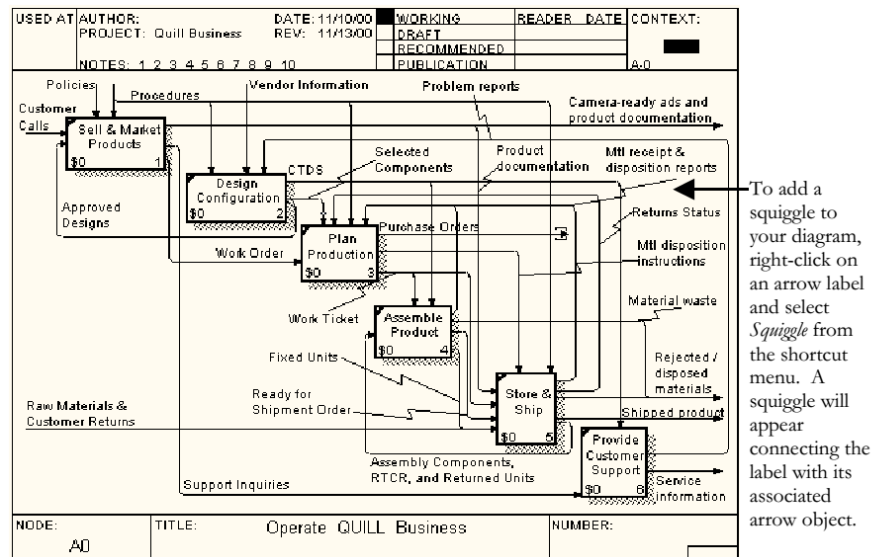 USED AT
AUTHOR:
DATE: 11/10/00
WORKING
READER DATE
CONTEXT:
PROJECT: Quill Business
REV: 11/13/00
DRAFT
RECOMMENDED
NOTES: 1 2 3 4 5 6 7 8 9 10
PUBLICATION
A-0
Policies
Procedures
Vendor Information
Problem reports
Customer
Calls
Camera-ready ads and
product documentation
Sell & Market
Products
$0 1
Design
Configuration
$0 2
CTDS
Selected
Components
Product
documentation
Mtl receipt &
disposition reports
Approved
Designs
Plan
Production
$0 3
Purchase Orders
Returns Status
Work Order
Mtl disposition
instructions
Work Ticket
Assemble
Product
$0 4
Material waste
Fixed Units
Rejected /
disposed
materials
Ready for
Shipment Order
Store &
Ship
$0 5
Raw Materials &
Customer Returns
Shipped product
Provide
Customer
Support
$0 6
Assembly Components,
RTCR, and Returned Units
Support Inquiries
Service
information
NODE:
A0
TITLE:
Operate QUILL Business
NUMBER:
To add a
squiggle to
your diagram,
right-click on
an arrow label
and select
Squiggle from
the shortcut
menu. A
squiggle will
appear
connecting the
label with its
associated
arrow object.